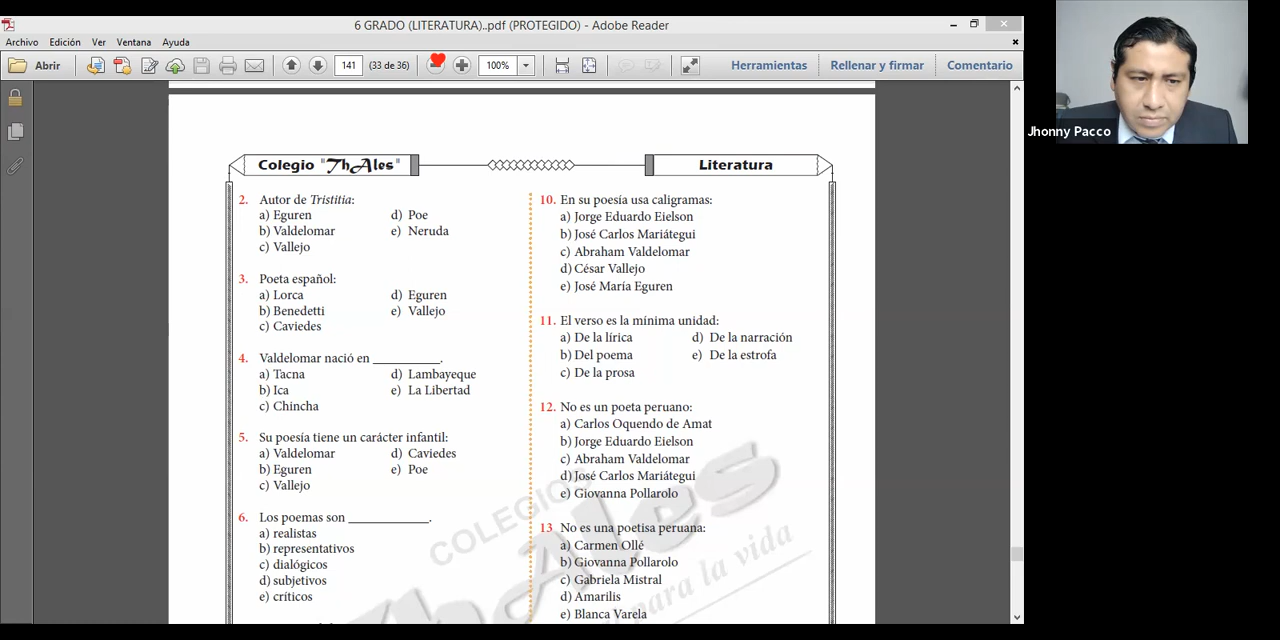 6 GRADO (LITERATURA)..pdf (PROTEGIDO) - Adobe Reader
Archivo Edición Ver Ventana Ayuda
Abrir 141 (33 de 36) 100% Herramientas Rellenar y firmar Comentario
Jhonny Pacco
Colegio "ThAles"
Literatura
2. Autor de Tristitia:
a) Eguren d) Poe
b) Valdelomar e) Neruda
c) Vallejo
3. Poeta español:
a) Lorca d) Eguren
b) Benedetti e) Vallejo
c) Caviedes
4. Valdelomar nació en __________.
a) Tacna d) Lambayeque
b) Ica e) La Libertad
c) Chincha
5. Su poesía tiene un carácter infantil:
a) Valdelomar d) Caviedes
b) Eguren e) Poe
c) Vallejo
6. Los poemas son ____________.
a) realistas
b) representativos
c) dialógicos
d) subjetivos
e) críticos
10. En su poesía usa caligramas:
a) Jorge Eduardo Eielson
b) José Carlos Mariátegui
c) Abraham Valdelomar
d) César Vallejo
e) José María Eguren
11. El verso es la mínima unidad:
a) De la lírica d) De la narración
b) Del poema e) De la estrofa
c) De la prosa
12. No es un poeta peruano:
a) Carlos Oquendo de Amat
b) Jorge Eduardo Eielson
c) Abraham Valdelomar
d) José Carlos Mariátegui
e) Giovanna Pollarolo
13 No es una poetisa peruana:
a) Carmen Ollé
b) Giovanna Pollarolo
c) Gabriela Mistral
d) Amarilis
e) Blanca Varela
COLEGIOS
ThAles
para la vida